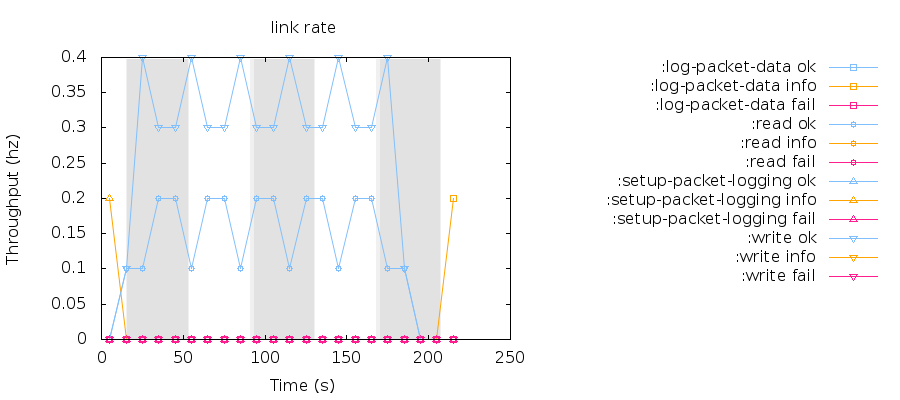 link rate
Throughput (hz)
0.4
0.35
0.3
0.25
0.2
0.15
0.1
0.05
0
0 50 100 150 200 250
Time (s)
:log-packet-data ok
:log-packet-data info
:log-packet-data fail
:read ok
:read info
:read fail
:setup-packet-logging ok
:setup-packet-logging info
:setup-packet-logging fail
:write ok
:write info
:write fail